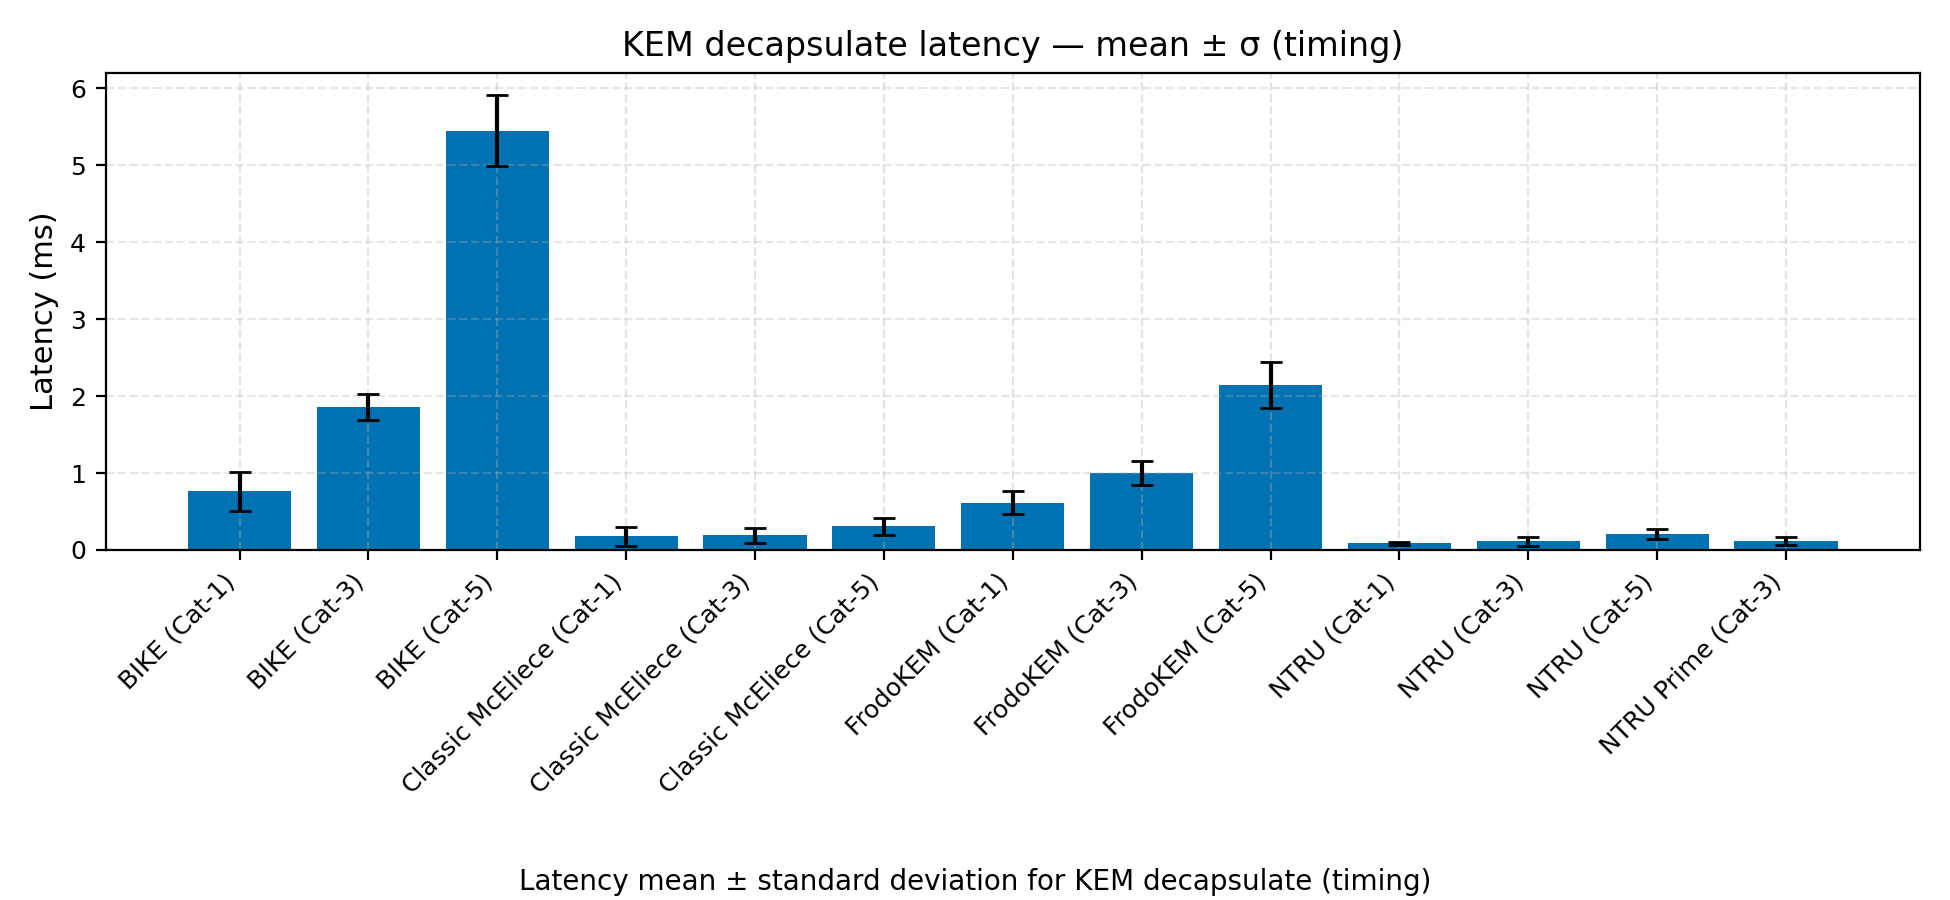 KEM decapsulate latency — mean ± σ (timing)
Latency (ms)
6
5
4
3
2
1
0
BIKE (Cat-1)
BIKE (Cat-3)
BIKE (Cat-5)
Classic McEliece (Cat-1)
Classic McEliece (Cat-3)
Classic McEliece (Cat-5)
FrodoKEM (Cat-1)
FrodoKEM (Cat-3)
FrodoKEM (Cat-5)
NTRU (Cat-1)
NTRU (Cat-3)
NTRU (Cat-5)
NTRU Prime (Cat-3)
Latency mean ± standard deviation for KEM decapsulate (timing)